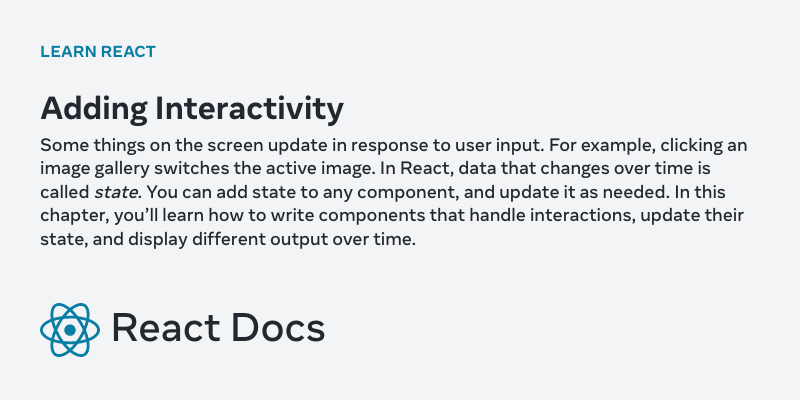 LEARN REACT
Adding Interactivity
Some things on the screen update in response to user input. For example, clicking an
image gallery switches the active image. In React, data that changes over time is
called state. You can add state to any component, and update it as needed. In this
chapter, you’ll learn how to write components that handle interactions, update their
state, and display different output over time.
React Docs